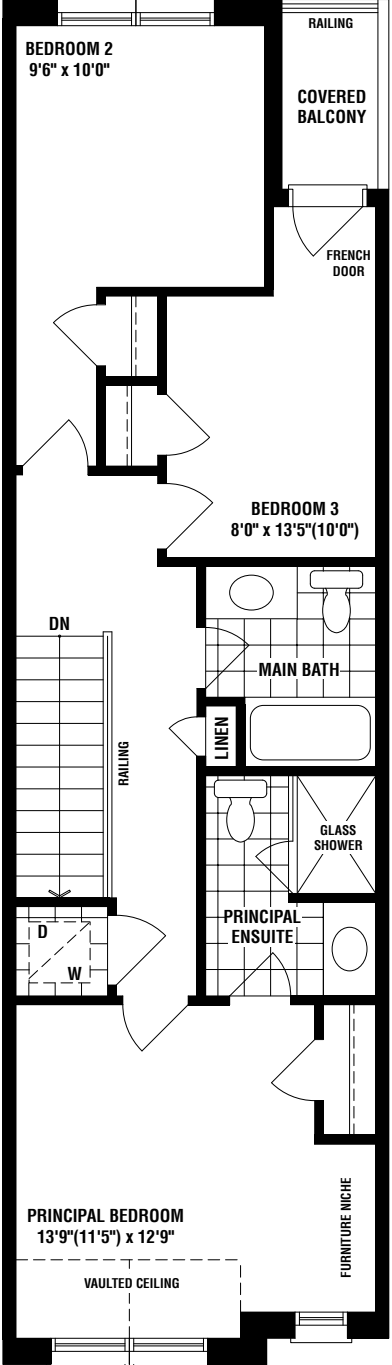 BEDROOM 2
9'6" x 10'0"
RAILING
COVERED
BALCONY
FRENCH
DOOR
BEDROOM 3
8'0" x 13'5"(10'0")
DN
MAIN BATH
LINEN
RAILING
GLASS
SHOWER
PRINCIPAL
ENSUITE
D
W
PRINCIPAL BEDROOM
13'9"(11'5") x 12'9"
FURNITURE NICHE
VAULTED CEILING